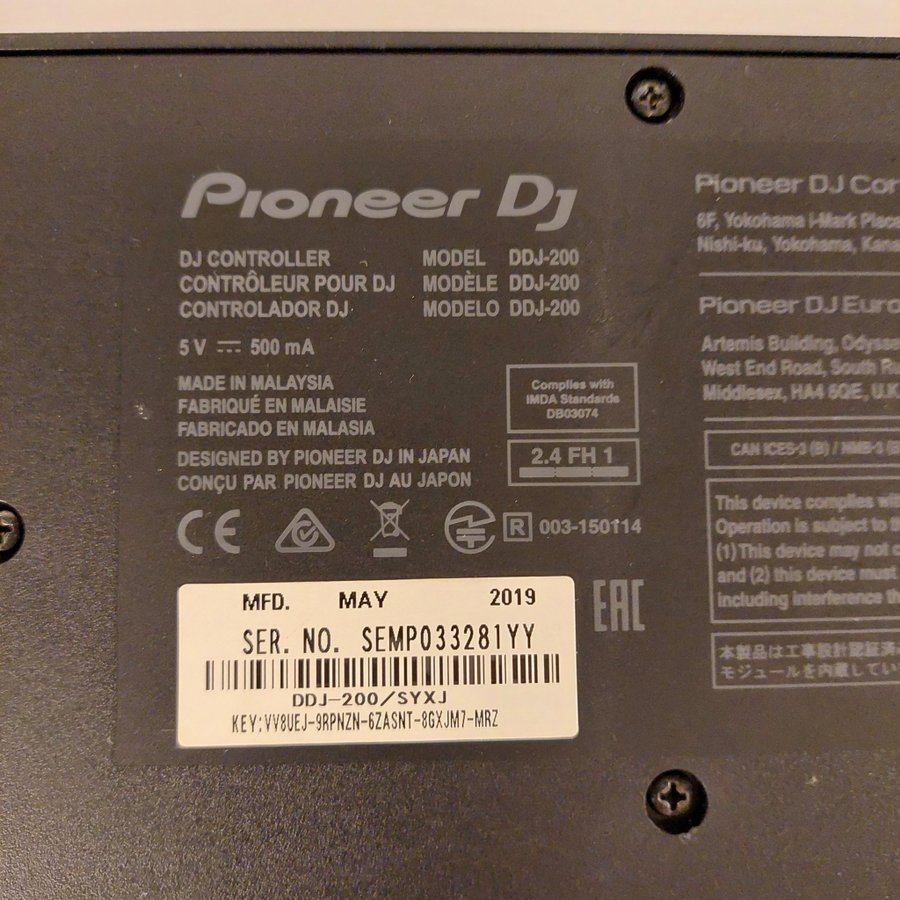 Pioneer Dj
DJ CONTROLLER MODEL DDJ-200
CONTRÔLEUR POUR DJ MODÈLE DDJ-200
CONTROLADOR DJ MODELO DDJ-200
5 V 500 mA
MADE IN MALAYSIA
FABRIQUÉ EN MALAISIE
FABRICADO EN MALASIA
DESIGNED BY PIONEER DJ IN JAPAN
CONÇU PAR PIONEER DJ AU JAPON
Complies with
IMDA Standards
DB03074
2.4 FH 1
CE
R 003-150114
EAC
MFD. MAY 2019
SER. NO. SEMP033281YY
DDJ-200/SYXJ
KEY:VV8UEJ-9RPNZN-6ZASNT-8GXJM7-MRZ
Pioneer DJ Cor
6F, Yokohama i-Mark Place
Nishi-ku, Yokohama, Kana
Pioneer DJ Euro
Artemis Building, Odysse
West End Road, South Ru
Middlesex, HA4 6QE, U.K
CAN ICES-3 (B) / NMB-3 (B
This device complies wit
Operation is subject to th
(1) This device may not c
and (2) this device must
including interference th
本製品は工事設計認証済
モジュールを内蔵してい